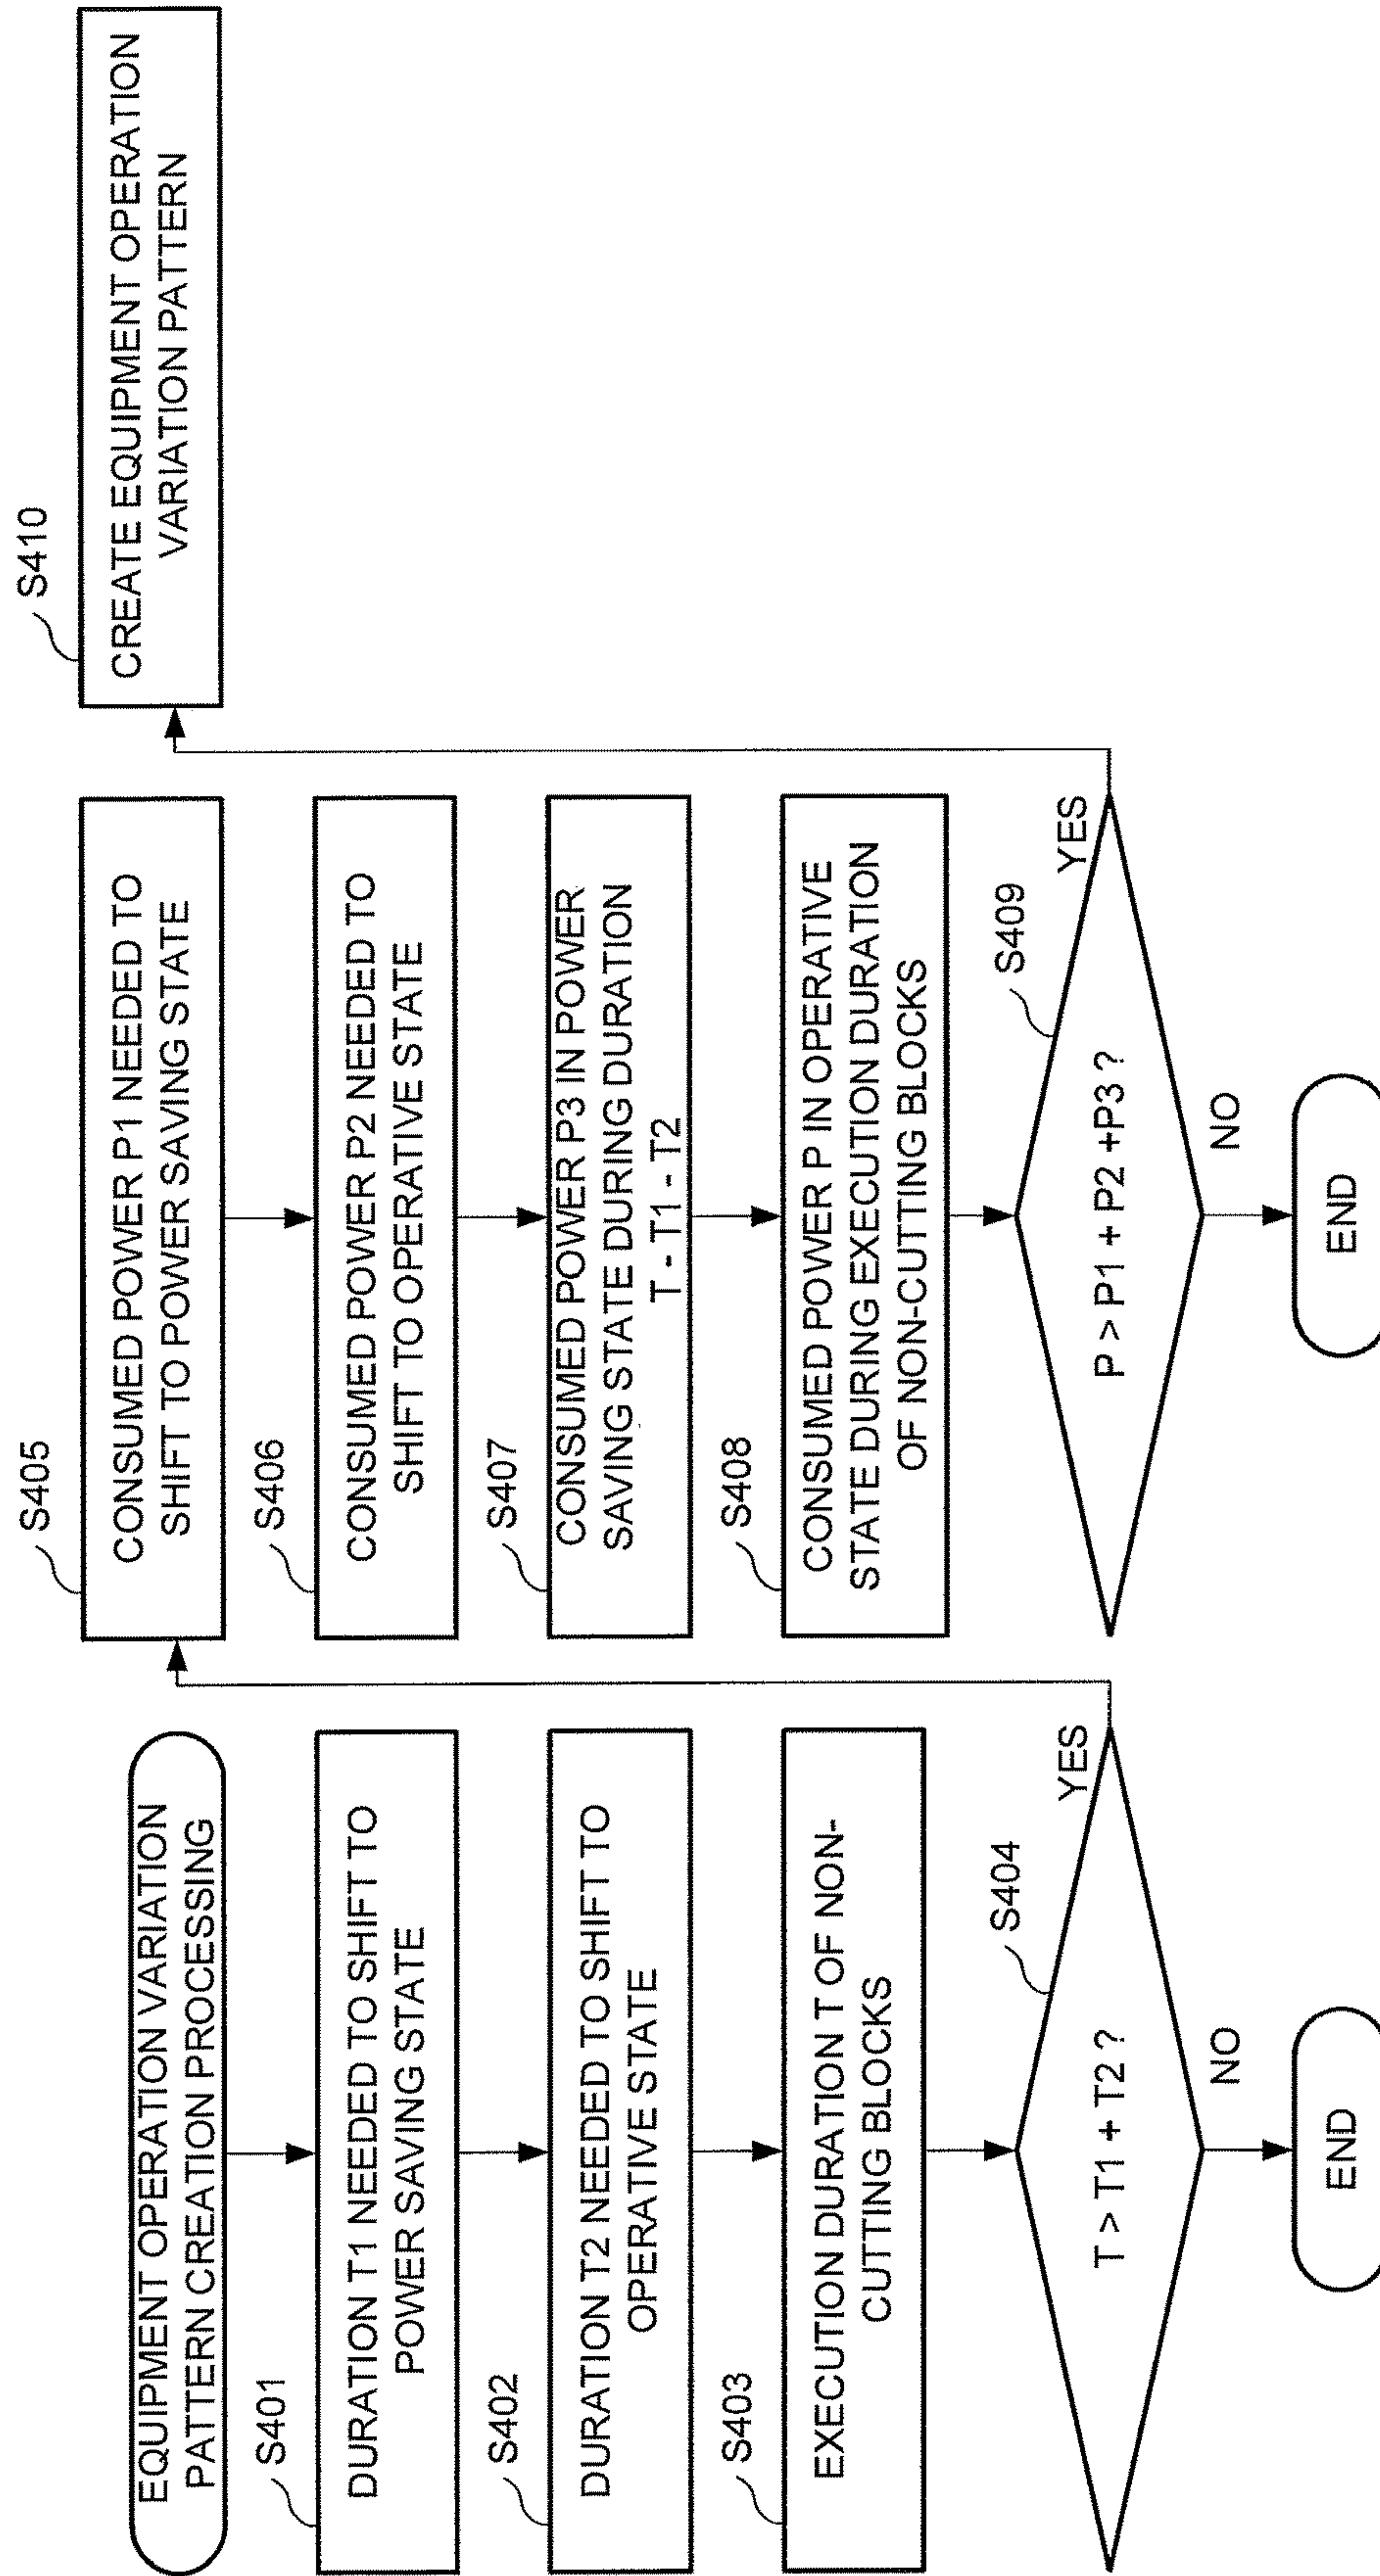 EQUIPMENT OPERATION VARIATION
PATTERN CREATION PROCESSING
S401
DURATION T1 NEEDED TO SHIFT TO
POWER SAVING STATE
S402
DURATION T2 NEEDED TO SHIFT TO
OPERATIVE STATE
S403
EXECUTION DURATION T OF NON-
CUTTING BLOCKS
S404
T > T1 + T2 ?
YES
NO
END
S405
CONSUMED POWER P1 NEEDED TO
SHIFT TO POWER SAVING STATE
S406
CONSUMED POWER P2 NEEDED TO
SHIFT TO OPERATIVE STATE
S407
CONSUMED POWER P3 IN POWER
SAVING STATE DURING DURATION
T - T1 - T2
S408
CONSUMED POWER P IN OPERATIVE
STATE DURING EXECUTION DURATION
OF NON-CUTTING BLOCKS
S409
P > P1 + P2 +P3 ?
YES
NO
END
S410
CREATE EQUIPMENT OPERATION
VARIATION PATTERN